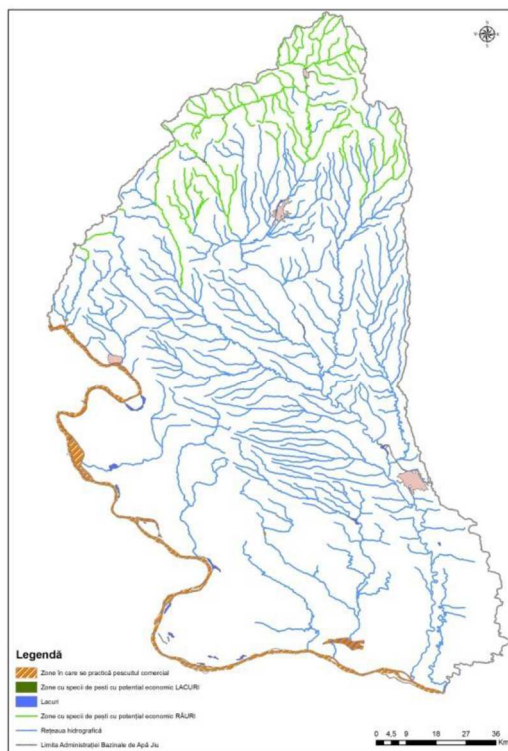 N
Legendă
Zone în care se practică pescuitul comercial
Zone cu specii de pești cu potențial economic LACURI
Lacuri
Zone cu specii de pești cu potențial economic RÂURI
Rețeaua hidrografică
Limita Administrației Bazinale de Apă Jiu
0 4,5 9 18 27 36
Km